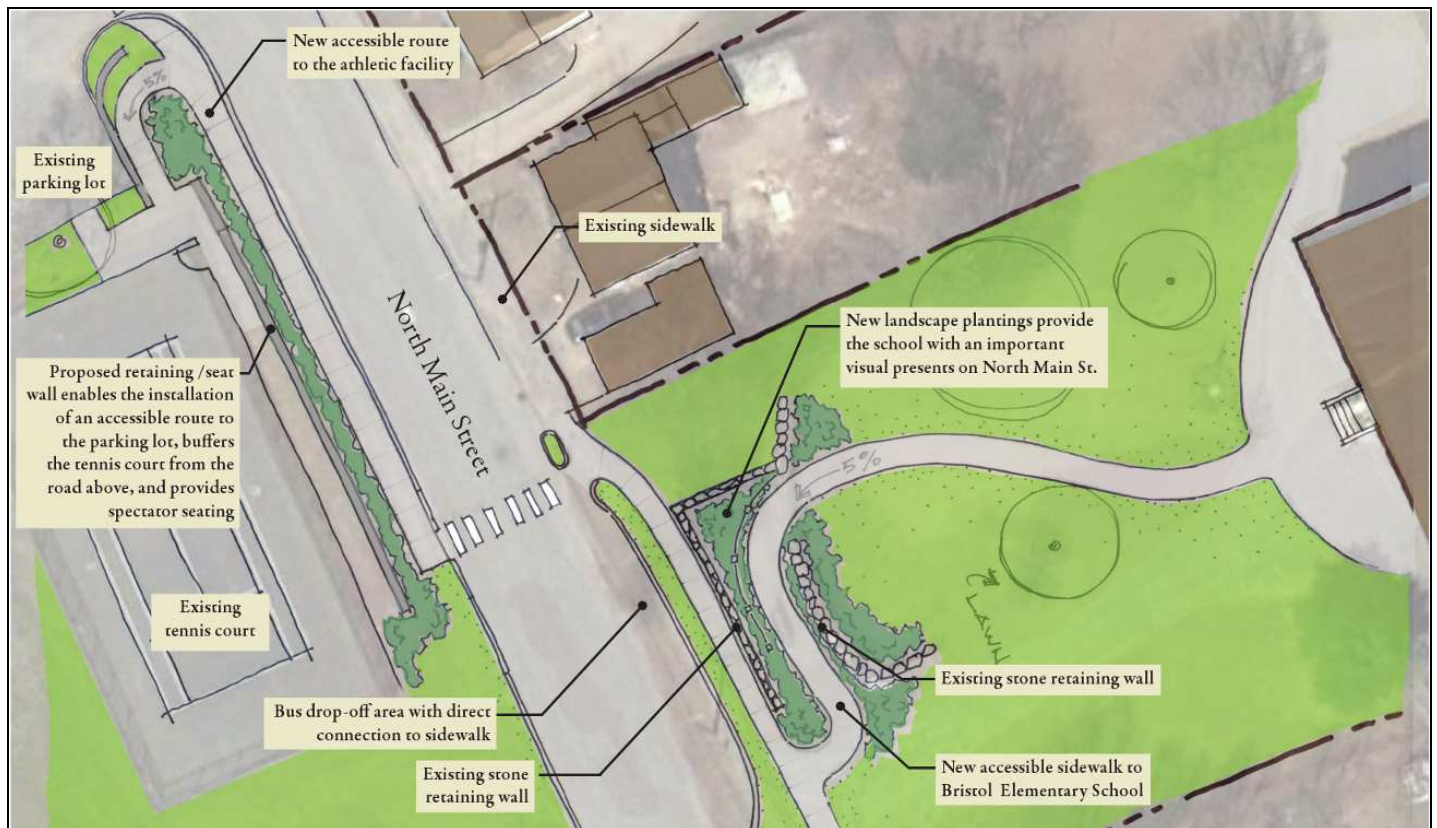 New accessible route
to the athletic facility
5%
Existing
parking lot
Existing sidewalk
North Main Street
New landscape plantings provide
the school with an important
visual presents on North Main St.
Proposed retaining /seat
wall enables the installation
of an accessible route to
the parking lot, buffers
the tennis court from the
road above, and provides
spectator seating
5%
Existing
tennis court
LAWN
Existing stone retaining wall
Bus drop-off area with direct
connection to sidewalk
Existing stone
retaining wall
New accessible sidewalk to
Bristol Elementary School